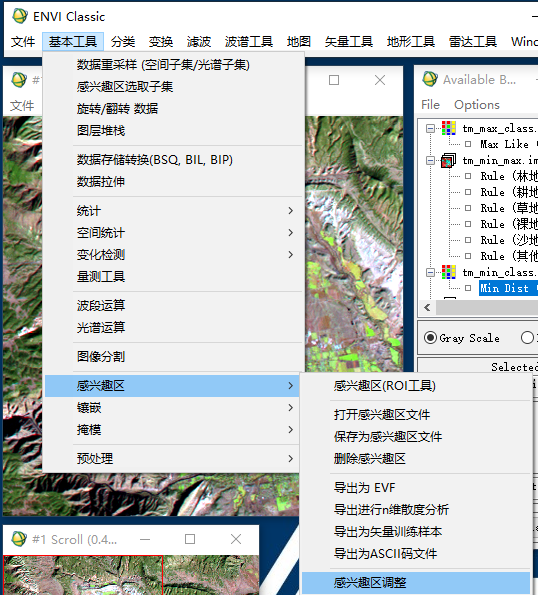 ENVI Classic
文件 基本工具 分类 变换 滤波 波谱工具 地图 矢量工具 地形工具 雷达工具 Wind
数据重采样 (空间子集/光谱子集)
感兴趣区选取子集
旋转/翻转 数据
图层堆栈
数据存储转换(BSQ, BIL, BIP)
数据拉伸
统计
空间统计
变化检测
量测工具
波段运算
光谱运算
图像分割
感兴趣区
镶嵌
掩模
预处理
#
文件
Available B...
File Options
tm_max_class.
Max Like
tm_min_max.im
Rule (林地
Rule (耕地
Rule (草地
Rule (裸地
Rule (沙地
Rule (其他
tm_min_class.
Min Dist
Gray Scale
Selected
感兴趣区(ROI工具)
打开感兴趣区文件
保存为感兴趣区文件
删除感兴趣区
导出为 EVF
导出进行n维散度分析
导出为矢量训练样本
导出为ASCII码文件
感兴趣区调整
#1 Scroll (0.4...